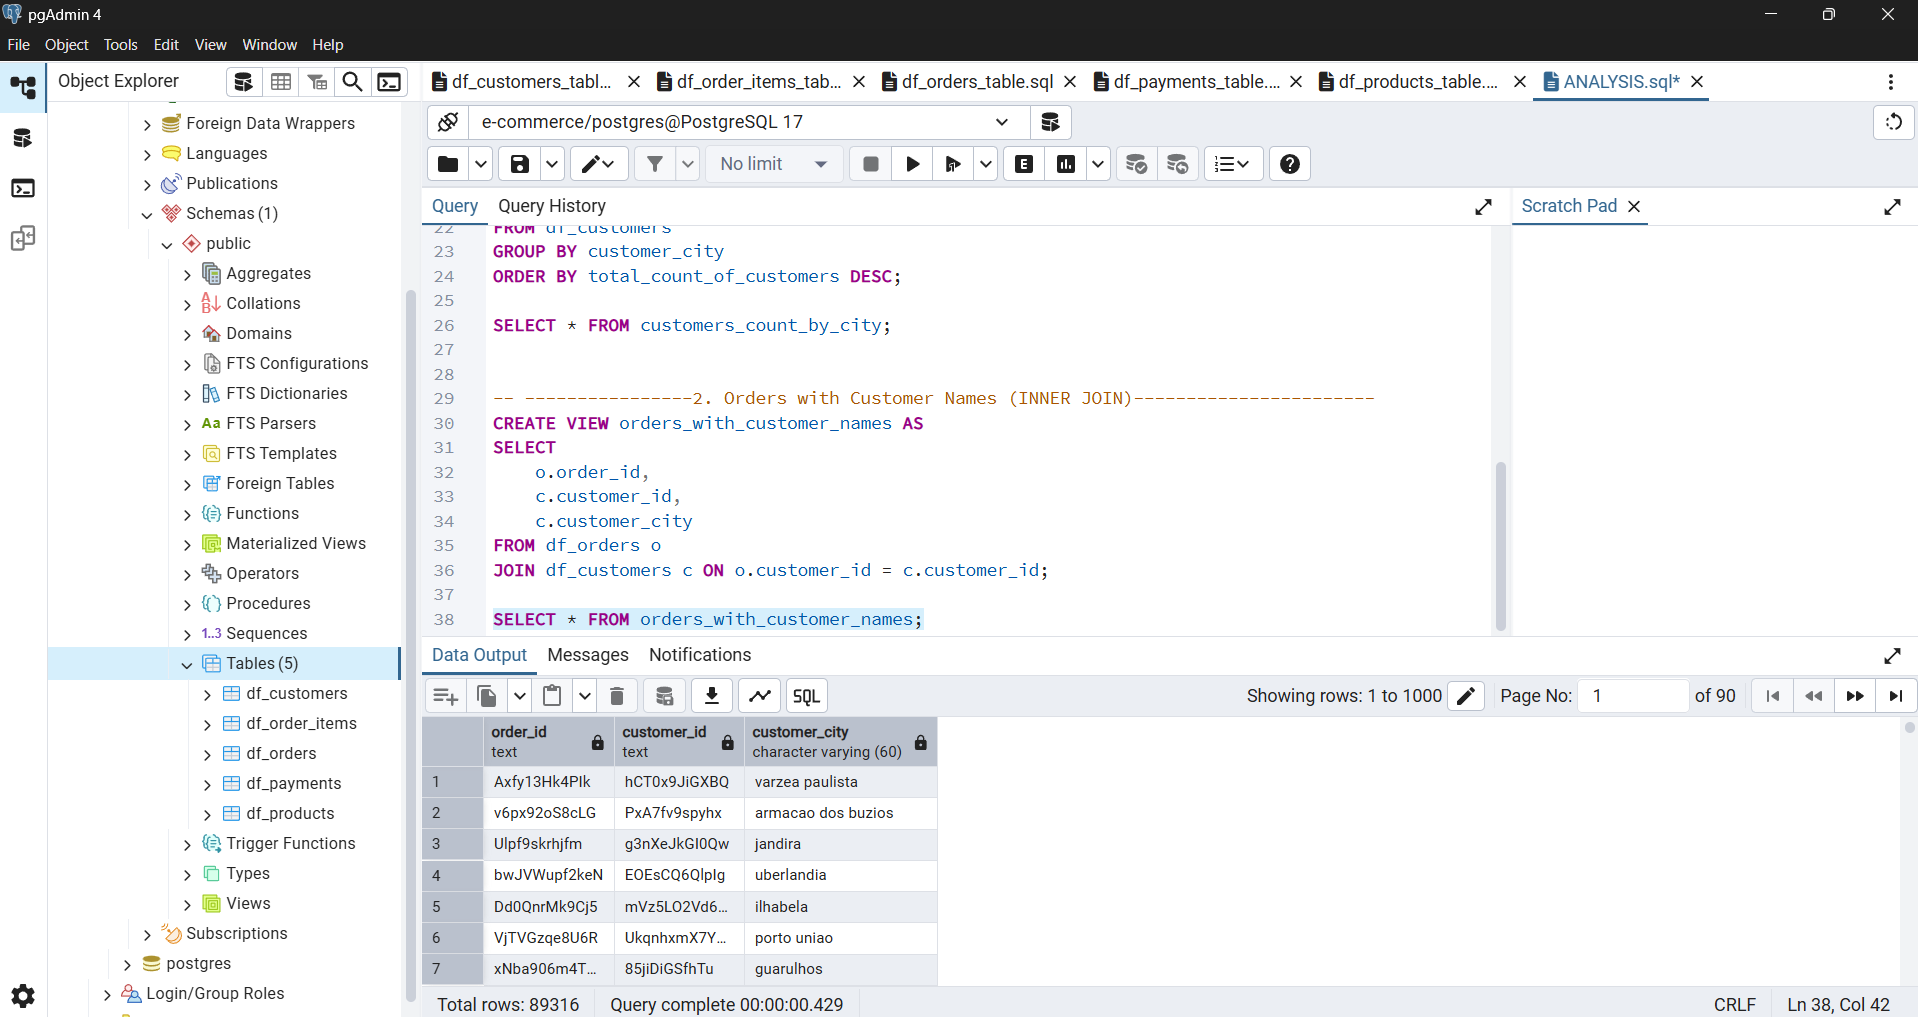 pgAdmin 4
File Object Tools Edit View Window Help
Object Explorer
df_customers_tabl... df_order_items_tab... df_orders_table.sql df_payments_table.... df_products_table.... ANALYSIS.sql*
e-commerce/postgres@PostgreSQL 17
No limit
E
Query Query History
Scratch Pad
Foreign Data Wrappers
Languages
Publications
Schemas (1)
public
Aggregates
Collations
Domains
FTS Configurations
FTS Dictionaries
Aa FTS Parsers
FTS Templates
Foreign Tables
Functions
Materialized Views
Operators
Procedures
1..3 Sequences
Tables (5)
df_customers
df_order_items
df_orders
df_payments
df_products
Trigger Functions
Types
Views
Subscriptions
postgres
Login/Group Roles
22 FROM df_customers
23 GROUP BY customer_city
24 ORDER BY total_count_of_customers DESC;
25
26 SELECT * FROM customers_count_by_city;
27
28
29 -- ----------------2. Orders with Customer Names (INNER JOIN)-----------------------
30 CREATE VIEW orders_with_customer_names AS
31 SELECT
32 o.order_id,
33 c.customer_id,
34 c.customer_city
35 FROM df_orders o
36 JOIN df_customers c ON o.customer_id = c.customer_id;
37
38 SELECT * FROM orders_with_customer_names;
Data Output Messages Notifications
SQL
Showing rows: 1 to 1000 Page No: 1 of 90
order_id customer_id customer_city
text text character varying (60)
1 Axfy13Hk4PIk hCT0x9JiGXBQ varzea paulista
2 v6px92oS8cLG PxA7fv9spyhx armacao dos buzios
3 Ulpf9skrhjfm g3nXeJkGI0Qw jandira
4 bwJVWupf2keN EOEsCQ6QlpIg uberlandia
5 Dd0QnrMk9Cj5 mVz5LO2Vd6... ilhabela
6 VjTVGzqe8U6R UkqnhxmX7Y... porto uniao
7 xNba906m4T... 85jiDiGSfhTu guarulhos
Total rows: 89316 Query complete 00:00:00.429 CRLF Ln 38, Col 42